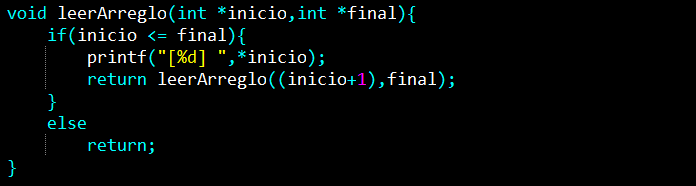 void leerArreglo(int *inicio,int *final){
    if(inicio <= final){
        printf("[%d] ",*inicio);
        return leerArreglo((inicio+1),final);
    }
    else
        return;
}